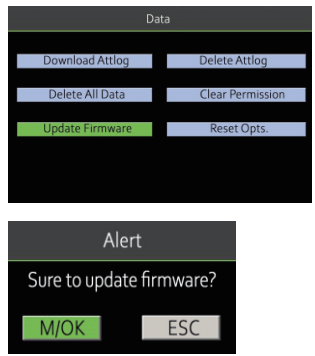 Data
Download Attlog Delete Attlog
Delete All Data Clear Permission
Update Firmware Reset Opts.
Alert
Sure to update firmware?
M/OK ESC